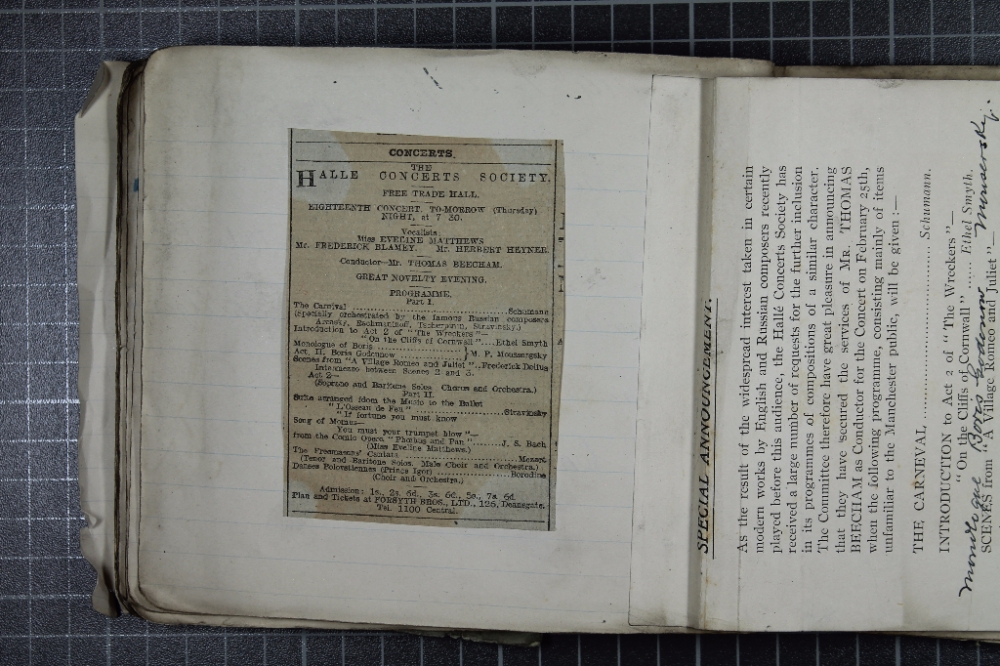 CONCERTS.
THE
HALLE CONCERTS SOCIETY.
FREE TRADE HALL.
EIGHTEENTH CONCERT, TO-MORROW (Thursday)
NIGHT, at 7 30.
Vocalists
Miss EVELINE MATTHEWS
Mr. FREDERICK BLAMEY. Mr. HERBERT HEYNER.
Conductor—Mr. THOMAS BEECHAM.
GREAT NOVELTY EVENING.
PROGRAMME.
Part I.
The Carnival ........ Schumann
(specially orchestrated by the famous Russian composers
Arensky, Stravinsky.)
Introduction to Act 2 of "The Wreckers"—
"On the Cliffs of Cornwall"....Ethel Smyth
Monologue of Boris
Act. II. Boris Godounow ........ } M. P. Moussorgsky
Scenes from "A Village Romeo and Juliet"..Frederick Delius
Intermezzo between Scenes 2 and 3.
Act 2—
(Soprano and Baritone Solos Chorus and Orchestra.)
Part II.
Suite arranged from the Music to the Ballet
"L'Oiseau de Feu" ........ Stravinsky
"If fortune you must know
Song of Momus—
You must your trumpet blow"—
from the Comic Opera "Phœbus and Pan"........J. S. Bach
(Miss Eveline Matthews.)
The Freemasons' Cantata ........ Mozart
(Tenor and Baritone Solos, Male Choir and Orchestra.)
Danses Polovtsiennes (Prince Igor) ........ Borodine
(Choir and Orchestra.)
Admission: 1s., 2s. 6d., 3s. 6d., 5s., 7s. 6d.
Plan and Tickets at FORSYTH BROS., LTD., 126, Deansgate.
Tel. 1100 Central.
SPECIAL ANNOUNCEMENT.
As the result of the widespread interest taken in certain
modern works by English and Russian composers recently
played before this audience, the Hallé Concerts Society has
received a large number of requests for the further inclusion
in its programmes of compositions of a similar character.
The Committee therefore have great pleasure in announcing
that they have secured the services of Mr. THOMAS
BEECHAM as Conductor for the Concert on February 25th,
when the following programme, consisting mainly of items
unfamiliar to the Manchester public, will be given :—
THE CARNEVAL, ........ Schumann.
INTRODUCTION to Act 2 of "The Wreckers"—
"On the Cliffs of Cornwall" ...... Ethel Smyth.
Monologue Boris Godounow
SCENES from "A Village Romeo and Juliet"—